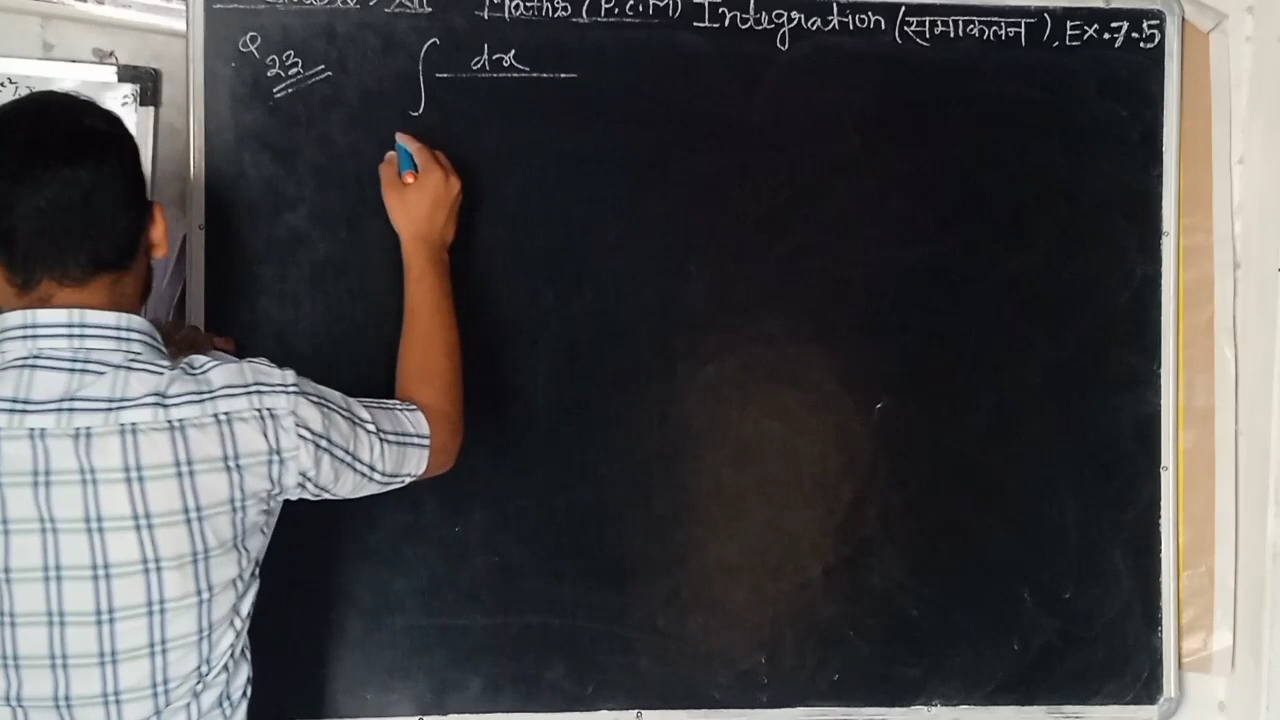 XII Maths (P.C.M) Integration (समाकलन), Ex.7.5
Q 23 ∫ dx